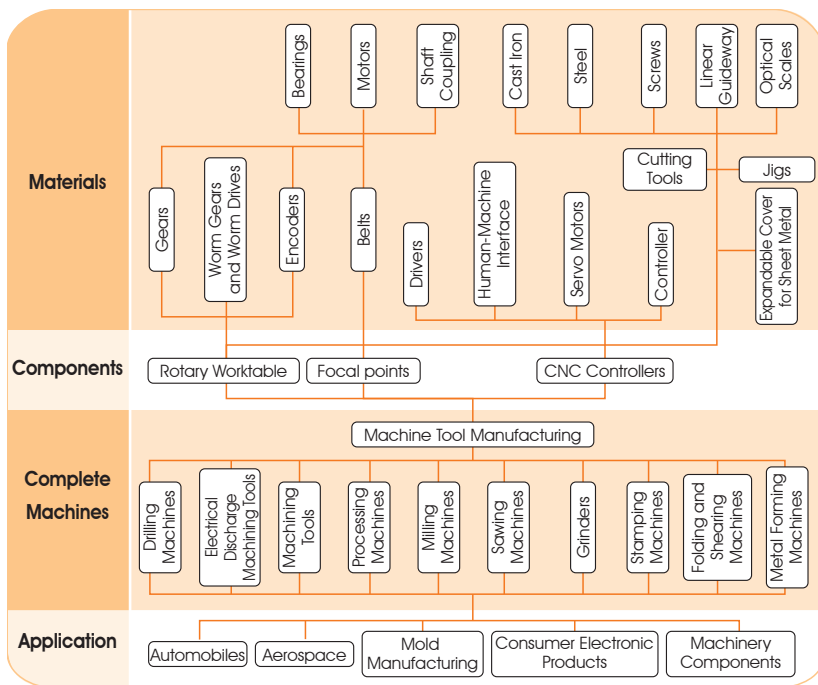 Materials
Bearings
Motors
Shaft
Coupling
Cast Iron
Steel
Screws
Linear
Guideway
Optical
Scales
Cutting
Tools
Jigs
Gears
Worm Gears
and Worm Drives
Encoders
Belts
Drivers
Human-Machine
Interface
Servo Motors
Controller
Expandable Cover
for Sheet Metal
Components
Rotary Worktable
Focal points
CNC Controllers
Complete
Machines
Machine Tool Manufacturing
Drilling
Machines
Electrical
Discharge
Machining Tools
Machining
Tools
Processing
Machines
Milling
Machines
Sawing
Machines
Grinders
Stamping
Machines
Folding and
Shearing
Machines
Metal Forming
Machines
Application
Automobiles
Aerospace
Mold
Manufacturing
Consumer Electronic
Products
Machinery
Components